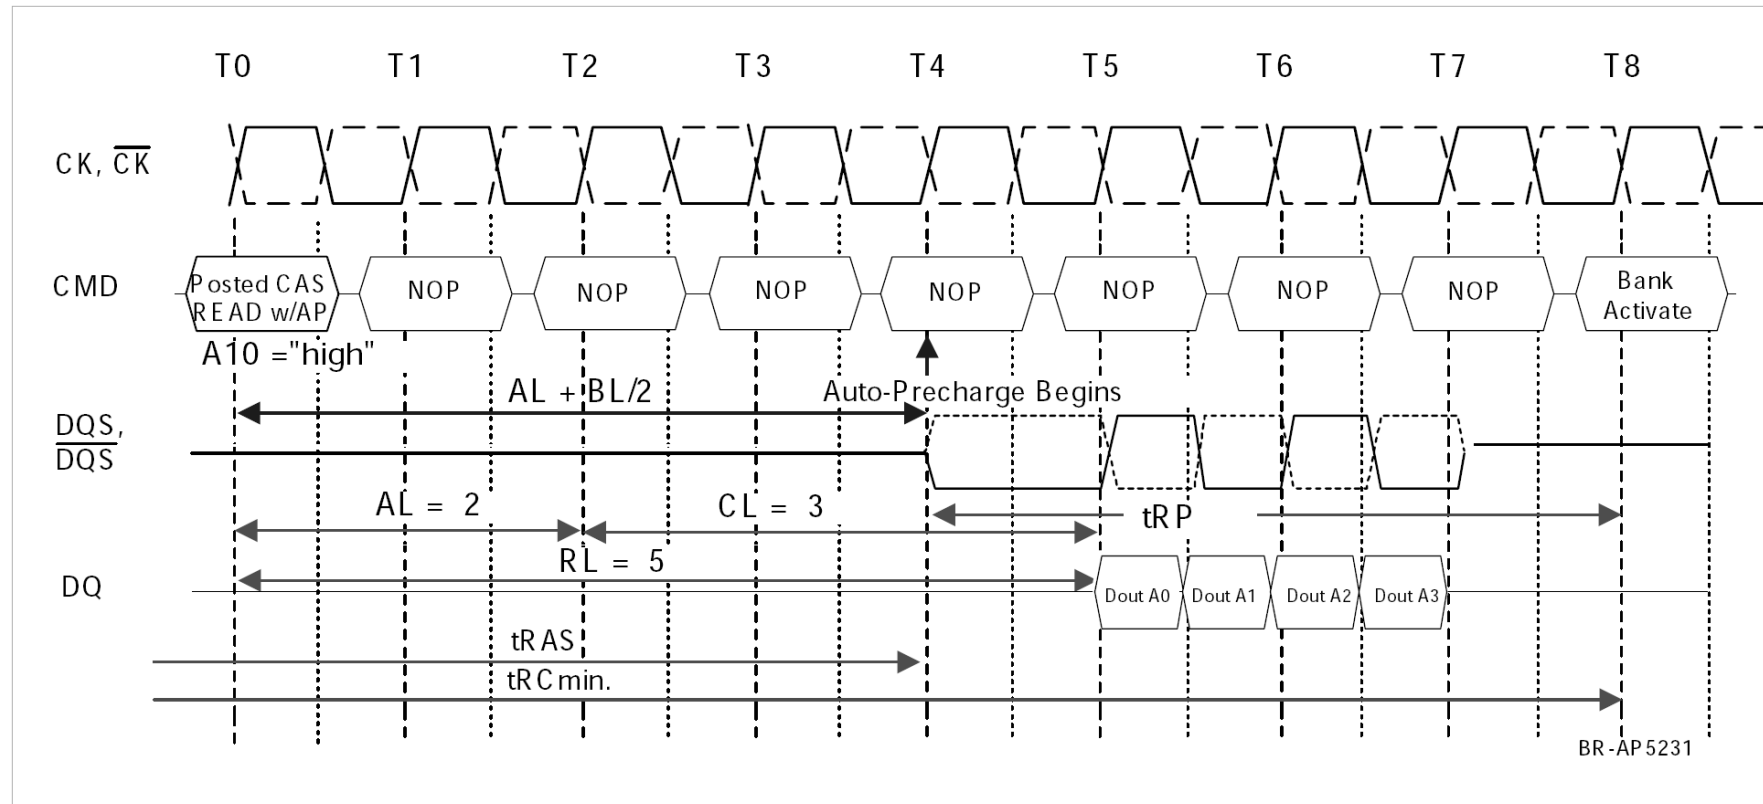 T0 T1 T2 T3 T4 T5 T6 T7 T8
CK, CK
CMD
Posted CAS
READ w/AP
NOP NOP NOP NOP NOP NOP NOP
Bank
Activate
A10 ="high"
AL + BL/2
Auto-Precharge Begins
DQS,
DQS
AL = 2
CL = 3
tRP
RL = 5
DQ
Dout A0 Dout A1 Dout A2 Dout A3
tRAS
tRCmin.
BR-AP5231